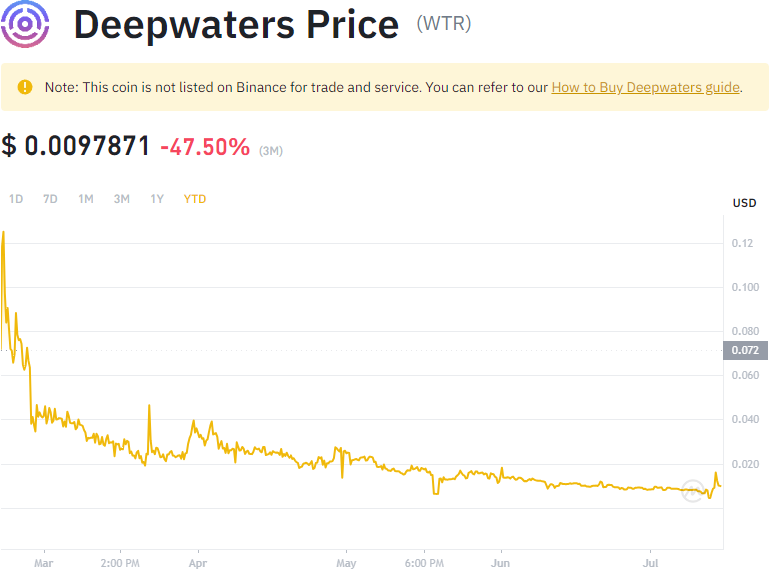 Deepwaters Price (WTR)
Note: This coin is not listed on Binance for trade and service. You can refer to our How to Buy Deepwaters guide.
$ 0.0097871 -47.50% (3M)
1D 7D 1M 3M 1Y YTD
USD
0.12
0.100
0.080
0.072
0.060
0.040
0.020
Mar 2:00 PM Apr May 6:00 PM Jun Jul